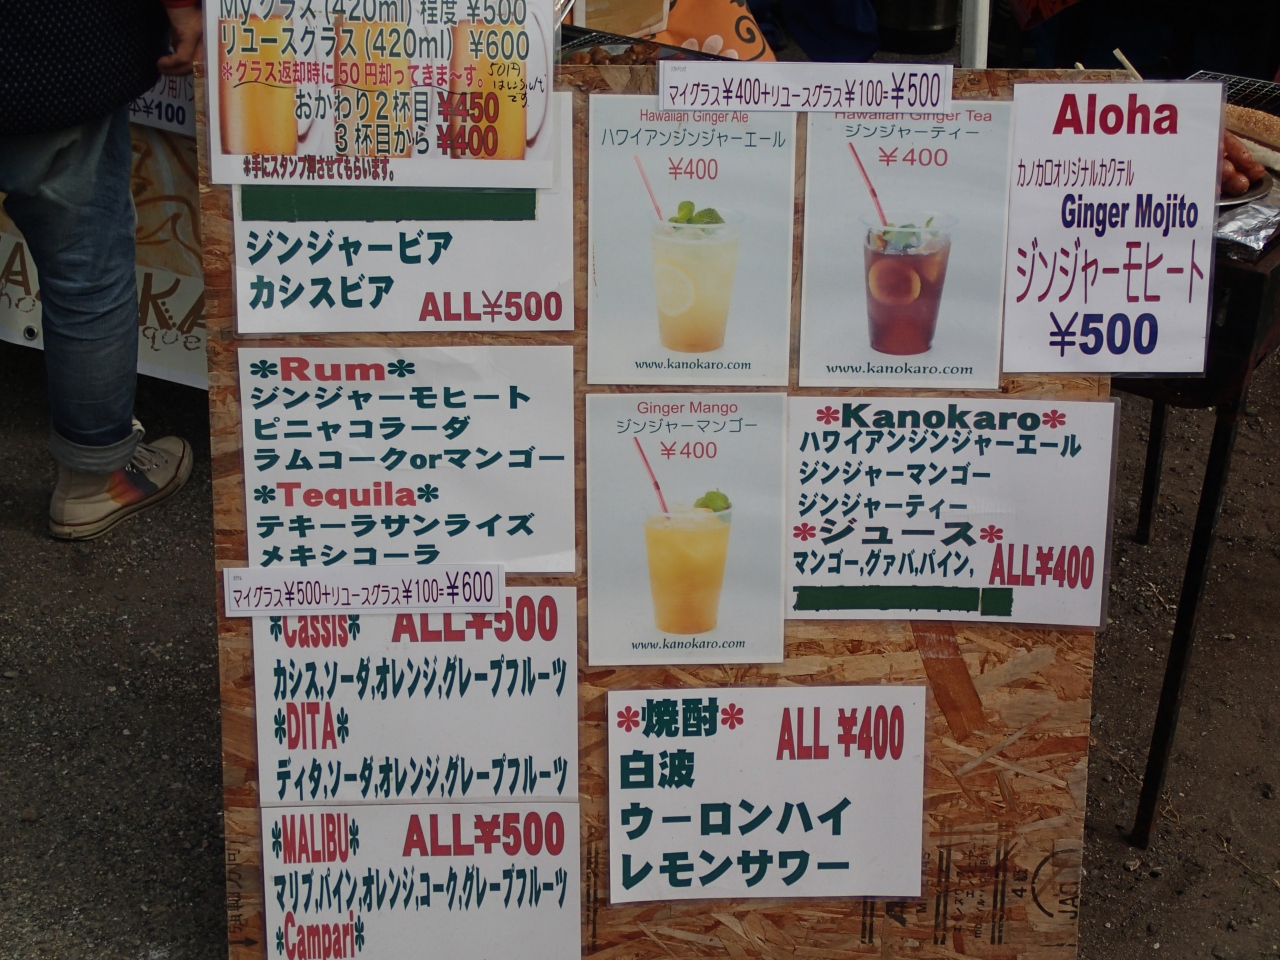 Myグラス(420ml) 程度 ¥500
リユースグラス(420ml) ¥600
*グラス返却時に50円却ってきま～す。
おかわり2杯目 ¥450
3杯目から ¥400
*手にスタンプ押させてもらいます。
ジンジャービア
カシスビア
ALL¥500
*Rum*
ジンジャーモヒート
ピニャコラーダ
ラムコークorマンゴー
*Tequila*
テキーラサンライズ
メキシコーラ
マイグラス¥500+リユースグラス¥100=¥600
*Cassis* ALL¥500
カシス,ソーダ,オレンジ,グレープフルーツ
*DITA*
ディタ,ソーダ,オレンジ,グレープフルーツ
*MALIBU* ALL¥500
マリブ,パイン,オレンジ,コーク,グレープフルーツ
*Campari*
マイグラス¥400+リユースグラス¥100=¥500
Hawaiian Ginger Ale
ハワイアンジンジャーエール
¥400
www.kanokaro.com
Hawaiian Ginger Tea
ジンジャーティー
¥400
www.kanokaro.com
Aloha
カノカロオリジナルカクテル
Ginger Mojito
ジンジャーモヒート
¥500
Ginger Mango
ジンジャーマンゴー
¥400
www.kanokaro.com
*Kanokaro*
ハワイアンジンジャーエール
ジンジャーマンゴー
ジンジャーティー
*ジュース*
マンゴー,グァバ,パイン,
ALL¥400
*焼酎* ALL ¥400
白波
ウーロンハイ
レモンサワー
本¥100
que
JAC